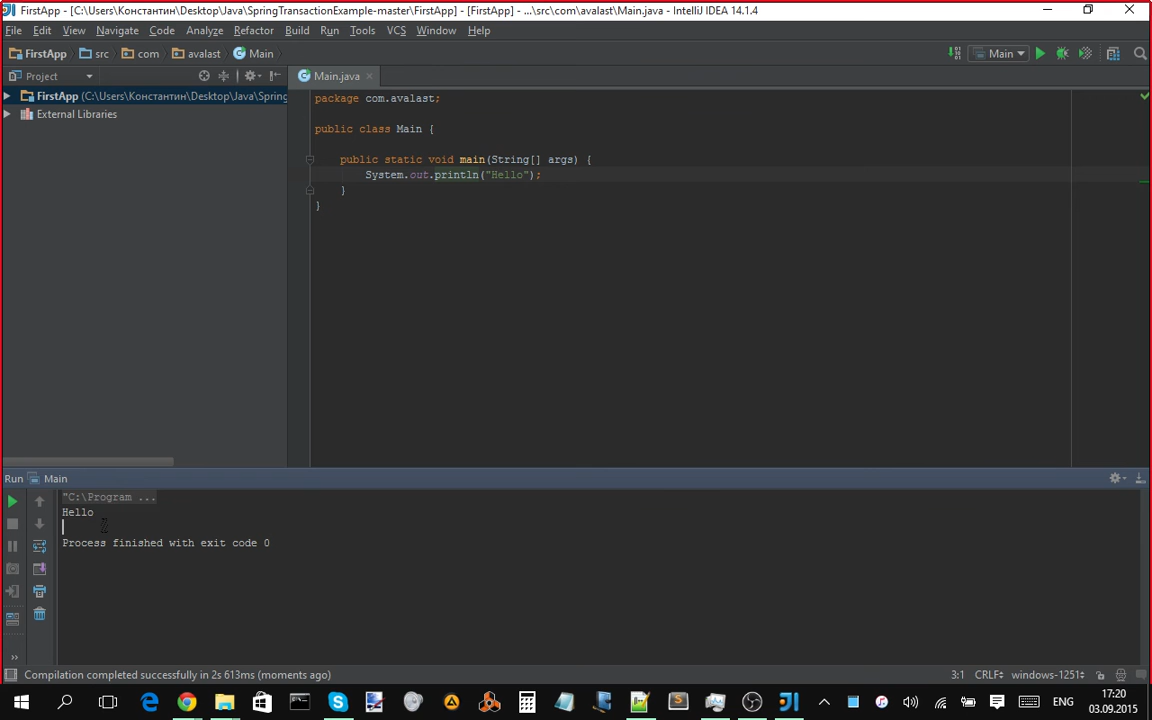 FirstApp - [C:\Users\Константин\Desktop\Java\SpringTransactionExample-master\FirstApp] - [FirstApp] - ...\src\com\avalast\Main.java - IntelliJ IDEA 14.1.4
File Edit View Navigate Code Analyze Refactor Build Run Tools VCS Window Help
FirstApp src com avalast Main Main
Project Main.java
FirstApp (C:\Users\Константин\Desktop\Java\Spring
External Libraries
package com.avalast;
public class Main {
public static void main(String[] args) {
System.out.println("Hello");
}
}
Run Main
"C:\Program ...
Hello
Process finished with exit code 0
Compilation completed successfully in 2s 613ms (moments ago) 3:1 CRLF windows-1251
ENG
17:20
03.09.2015